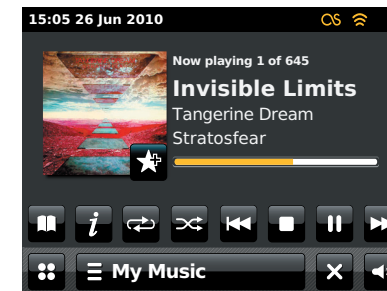 15:05 26 Jun 2010
Now playing 1 of 645
Invisible Limits
Tangerine Dream
Stratosfear
i
My Music